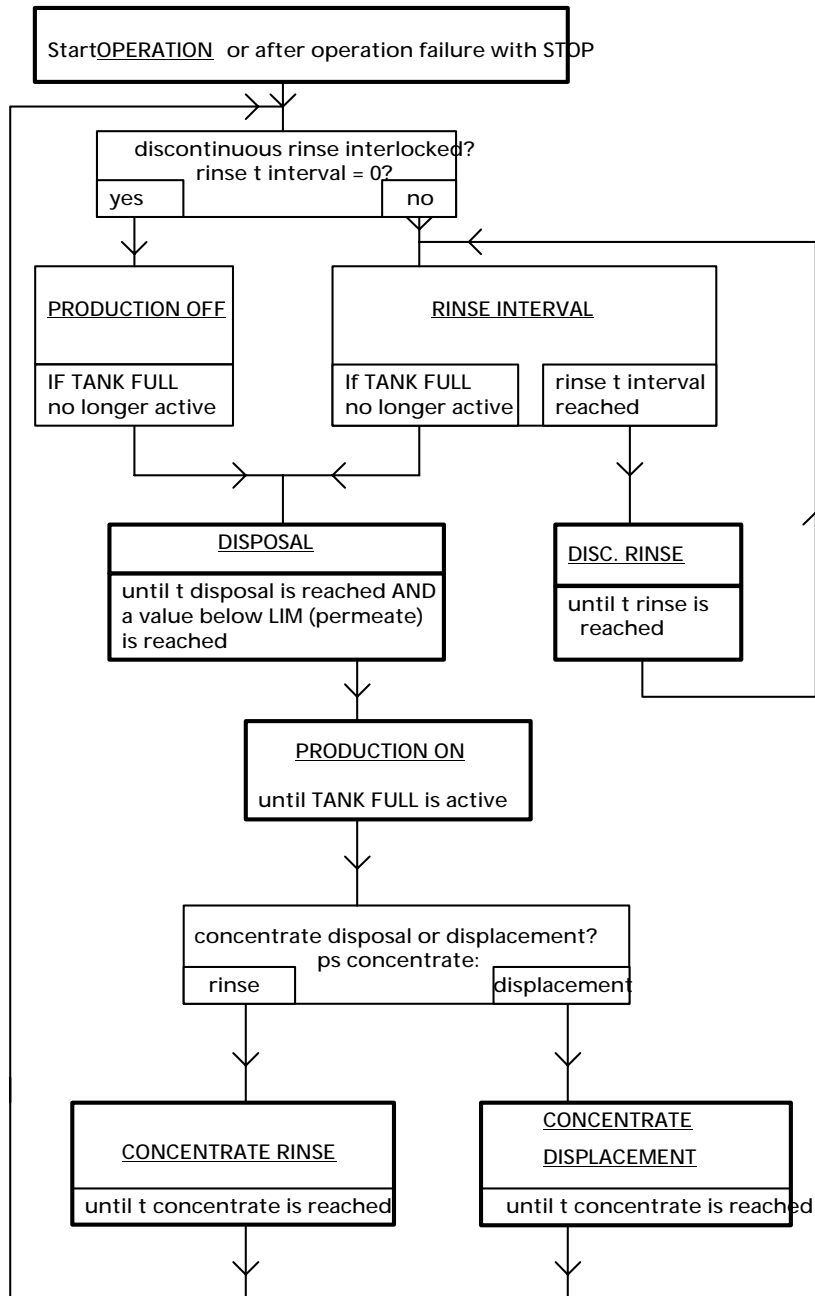 StartOPERATION or after operation failure with STOP
discontinuous rinse interlocked?
rinse t interval = 0?
yes
no
PRODUCTION OFF
IF TANK FULL
no longer active
RINSE INTERVAL
If TANK FULL
no longer active
rinse t interval
reached
DISPOSAL
until t disposal is reached AND
a value below LIM (permeate)
is reached
DISC. RINSE
until t rinse is
reached
PRODUCTION ON
until TANK FULL is active
concentrate disposal or displacement?
ps concentrate:
rinse
displacement
CONCENTRATE RINSE
until t concentrate is reached
CONCENTRATE
DISPLACEMENT
until t concentrate is reached